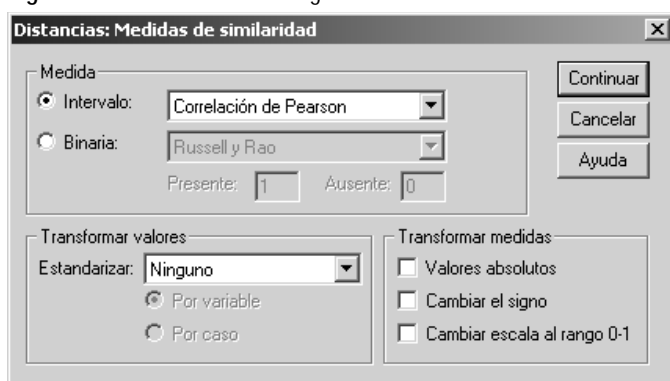 Distancias: Medidas de similaridad
Medida
Intervalo: Correlación de Pearson
Binaria: Russell y Rao
Presente: 1 Ausente: 0
Continuar
Cancelar
Ayuda
Transformar valores
Estandarizar: Ninguno
Por variable
Por caso
Transformar medidas
Valores absolutos
Cambiar el signo
Cambiar escala al rango 0-1